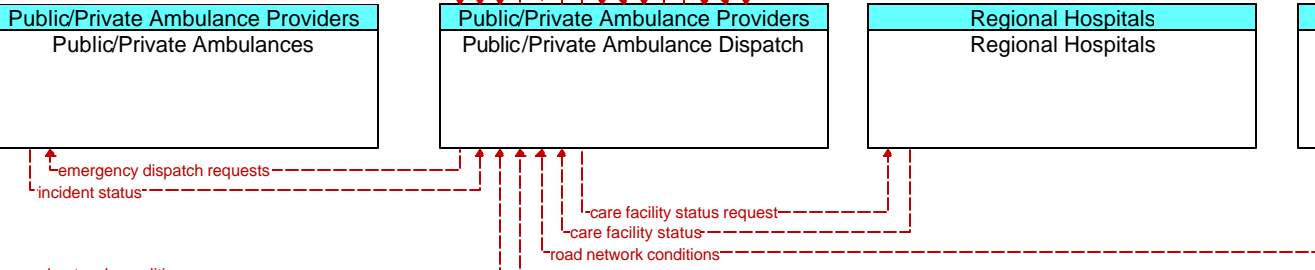 Public/Private Ambulance Providers
Public/Private Ambulances
Public/Private Ambulance Providers
Public/Private Ambulance Dispatch
Regional Hospitals
Regional Hospitals
emergency dispatch requests
incident status
care facility status request
care facility status
road network conditions